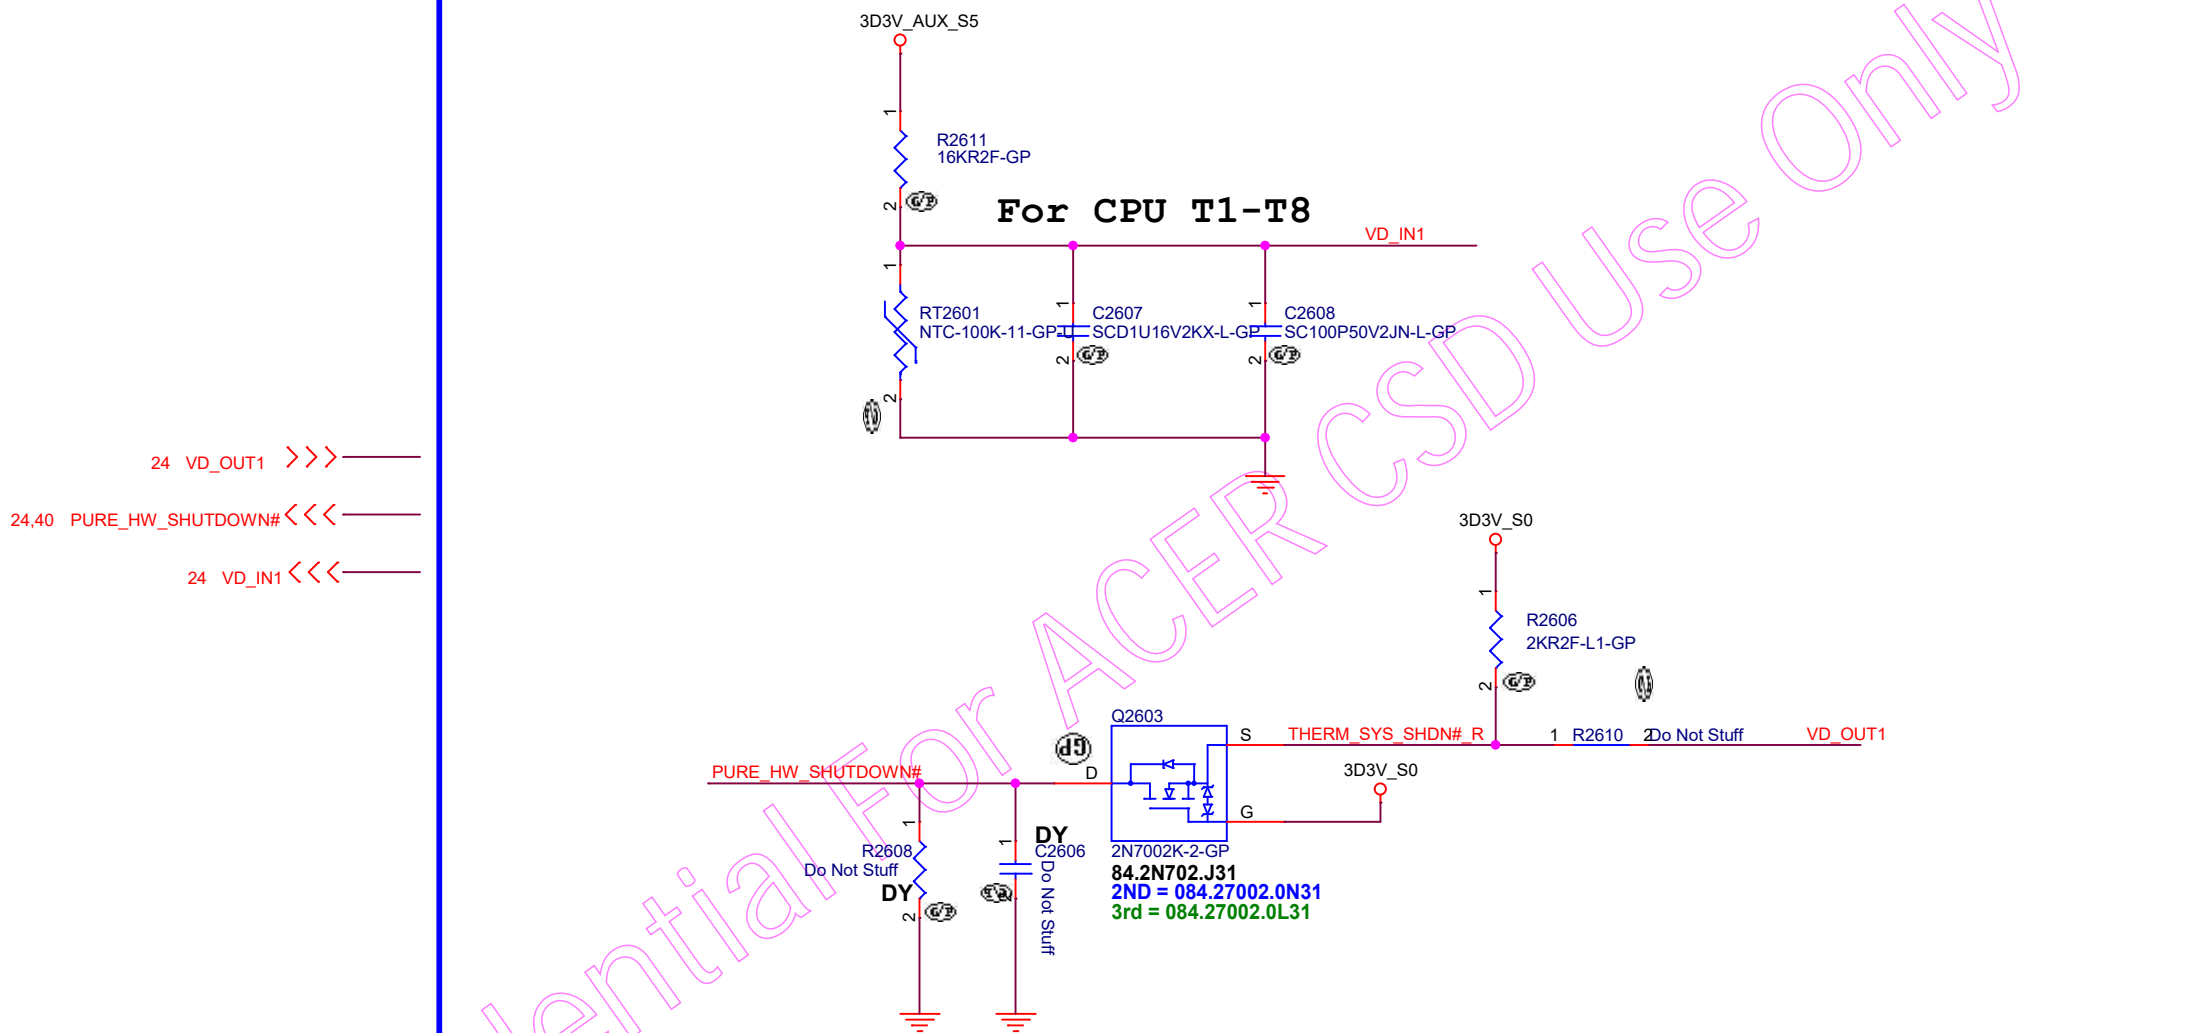 3D3V_AUX_S5
1
R2611
16KR2F-GP
2
G/P
For CPU T1-T8
VD_IN1
1
RT2601
NTC-100K-11-GP-U
2
1
C2607
SCD1U16V2KX-L-GP
2
G/P
1
C2608
SC100P50V2JN-L-GP
2
G/P
24 VD_OUT1
24,40 PURE_HW_SHUTDOWN#
24 VD_IN1
3D3V_S0
1
R2606
2KR2F-L1-GP
2
G/P
Q2603
S
THERM_SYS_SHDN#_R
1
R2610
2
Do Not Stuff
VD_OUT1
GP
PURE_HW_SHUTDOWN#
D
3D3V_S0
G
1
R2608
Do Not Stuff
DY
2
G/P
DY
1
C2606
Do Not Stuff
2N7002K-2-GP
84.2N702.J31
2ND = 084.27002.0N31
3rd = 084.27002.0L31
dential For ACER CSD Use Only